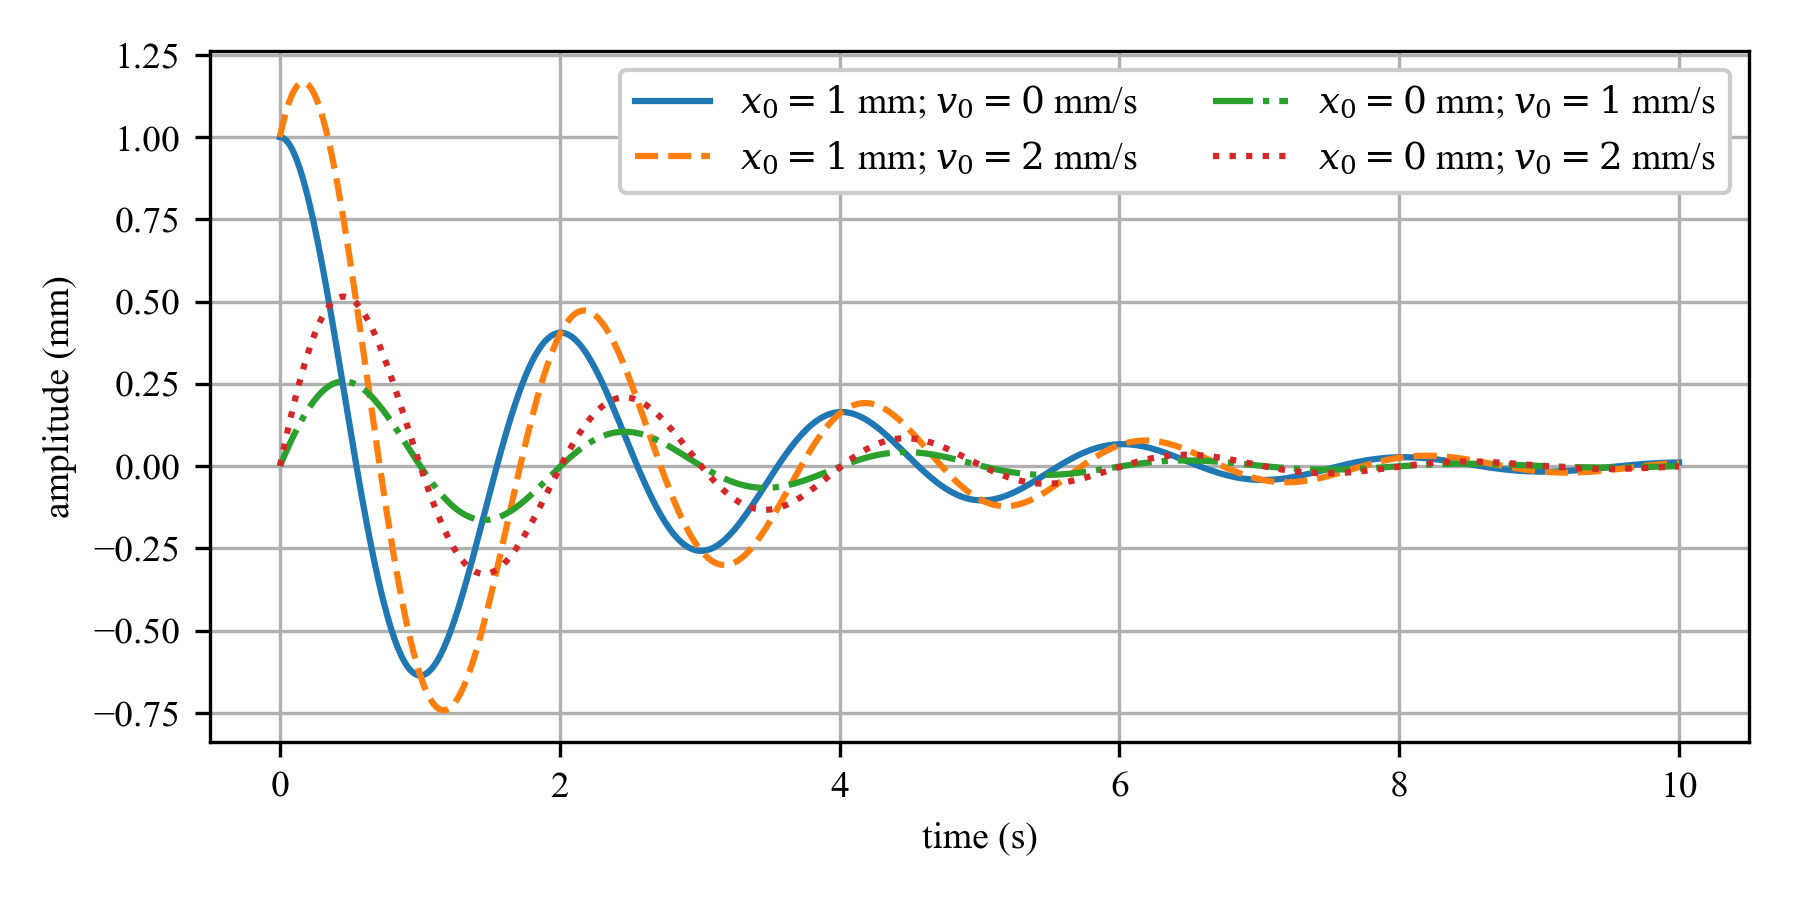 1.25
1.00
0.75
0.50
0.25
0.00
−0.25
−0.50
−0.75
amplitude (mm)
x₀ = 1 mm; v₀ = 0 mm/s
x₀ = 1 mm; v₀ = 2 mm/s
x₀ = 0 mm; v₀ = 1 mm/s
x₀ = 0 mm; v₀ = 2 mm/s
0 2 4 6 8 10
time (s)